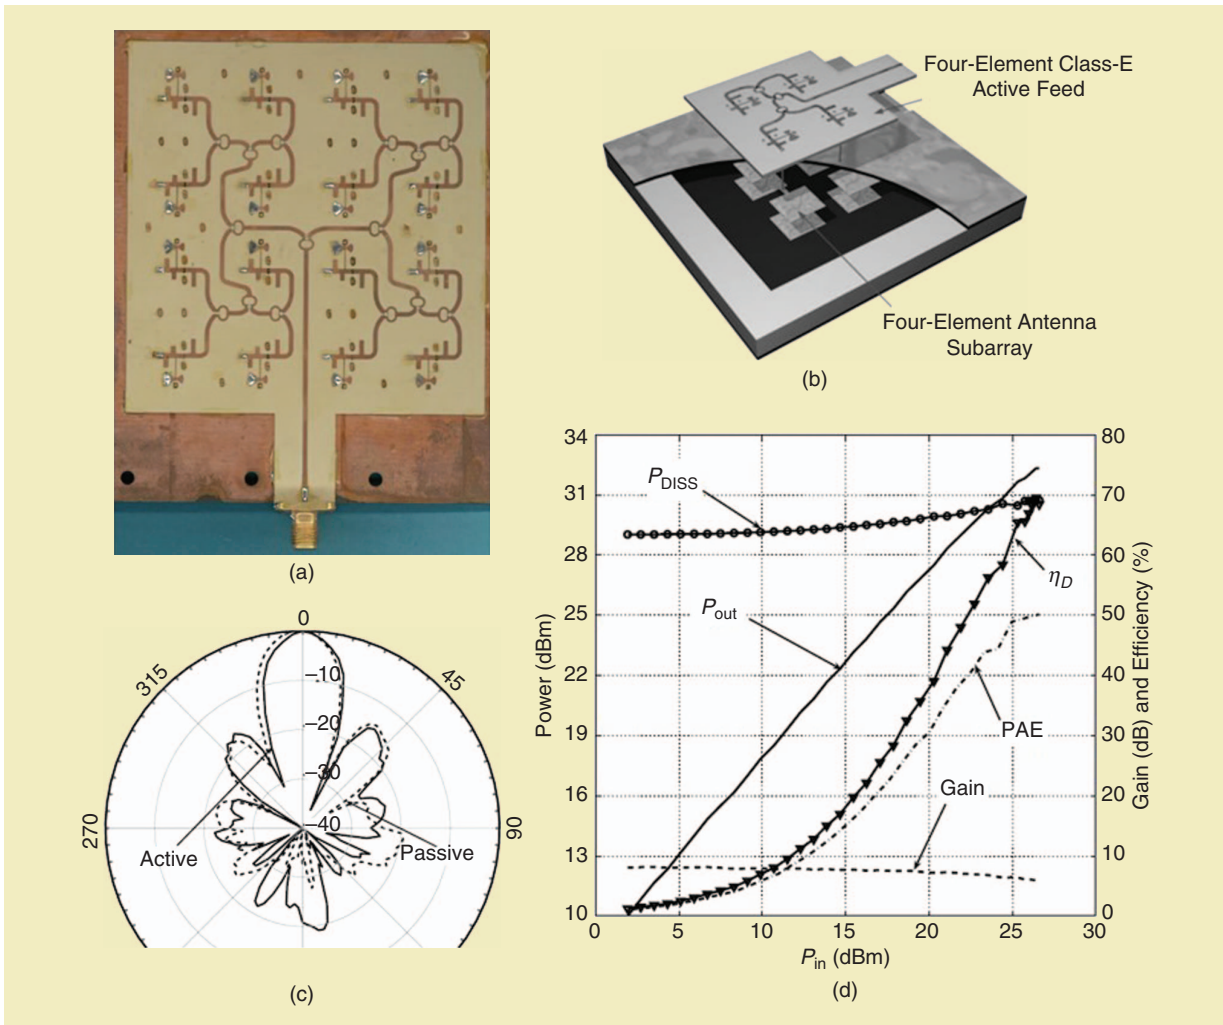 Four-Element Class-E
Active Feed
Four-Element Antenna
Subarray
(b)
(a)
0
45
90
270
315
–10
–20
–30
–40
Active
Passive
(c)
34
31
28
25
22
19
16
13
10
Power (dBm)
80
70
60
50
40
30
20
10
0
Gain (dB) and Efficiency (%)
P_DISS
P_out
η_D
PAE
Gain
0 5 10 15 20 25 30
P_in (dBm)
(d)